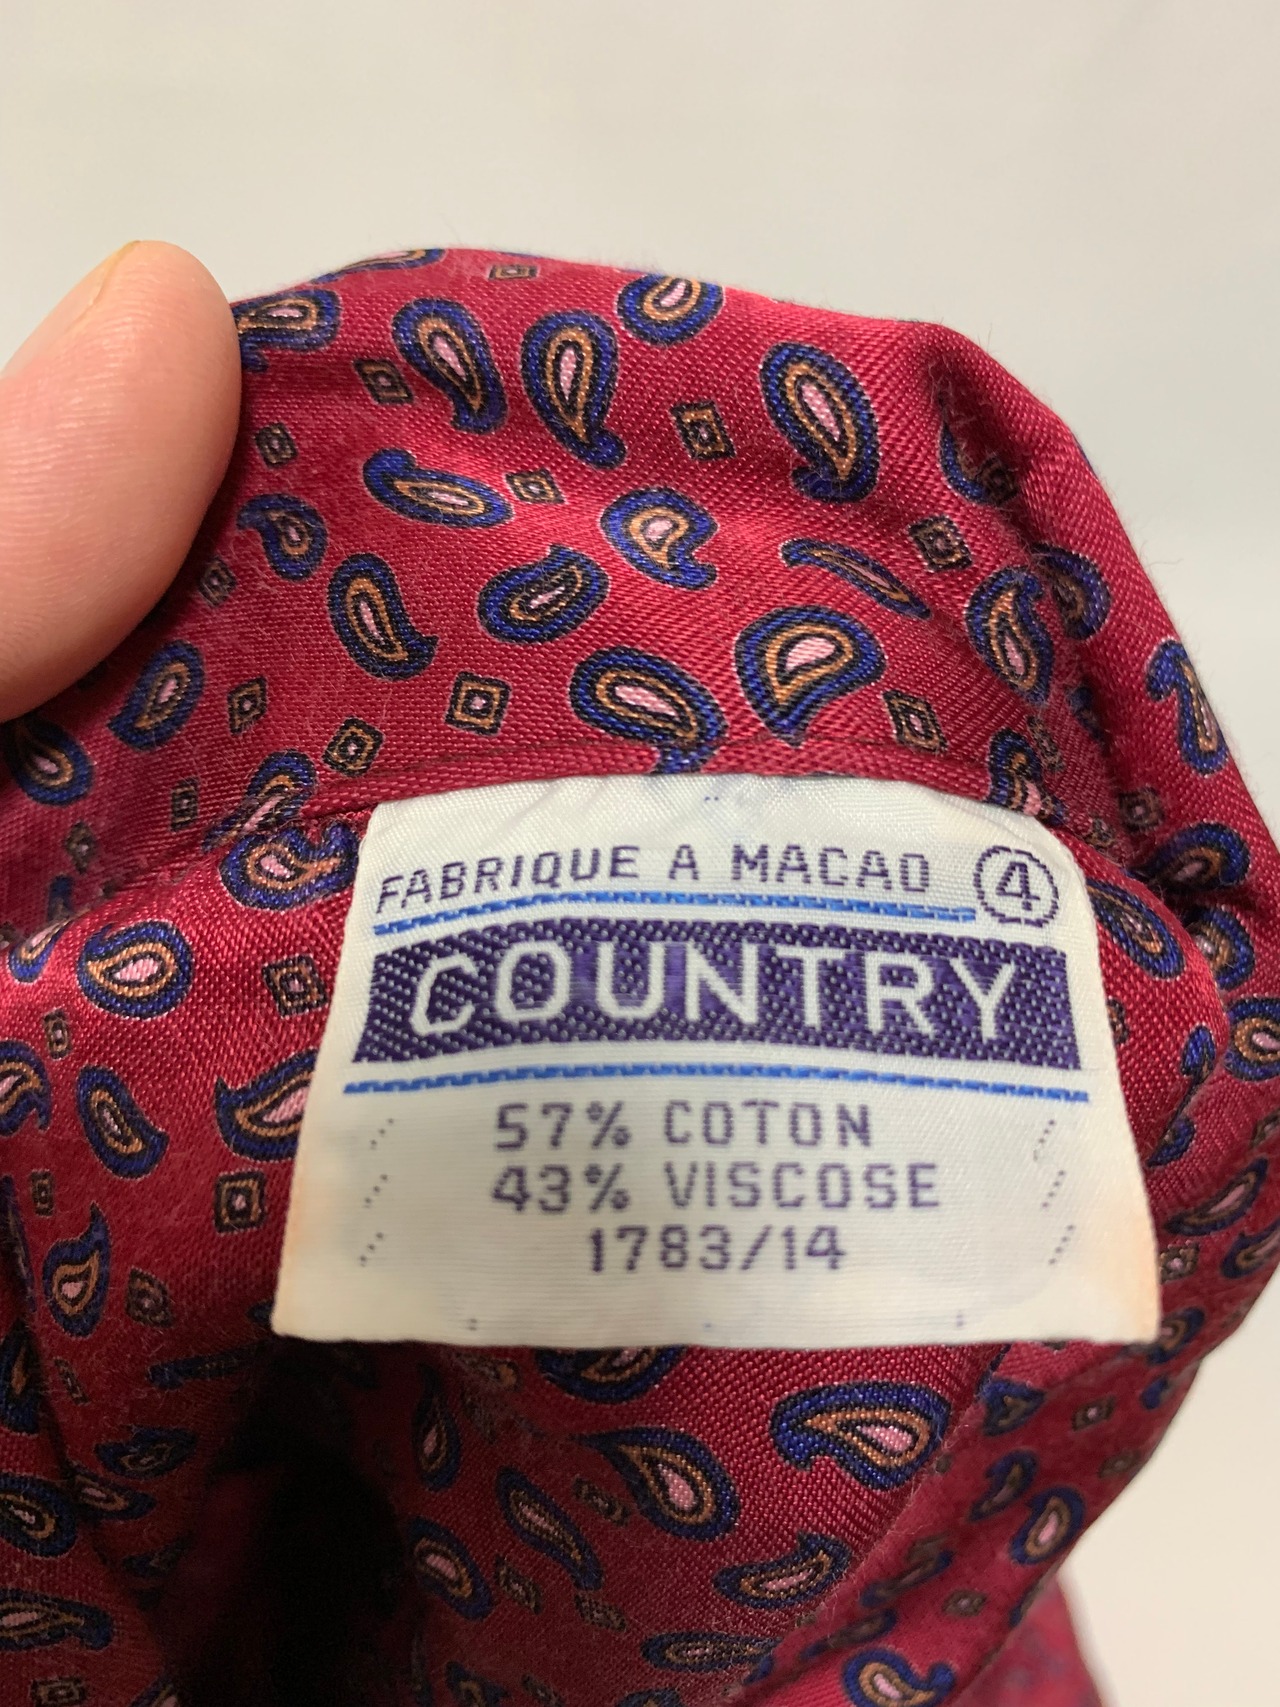 FABRIQUE A MACAO 4
COUNTRY
57% COTON
43% VISCOSE
1783/14